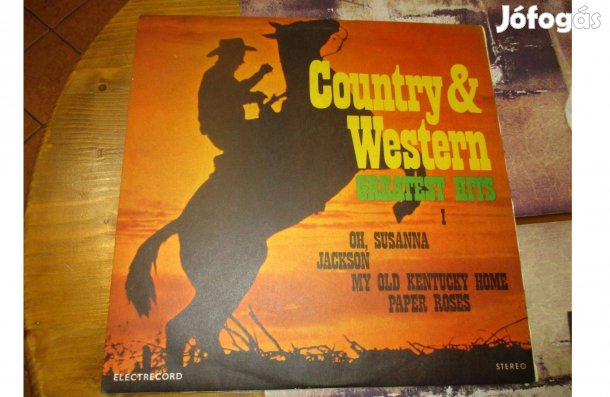 Jófogás
Country &
Western
GREATEST HITS
I
OH, SUSANNA
JACKSON
MY OLD KENTUCKY HOME
PAPER ROSES
ELECTRECORD
STEREO